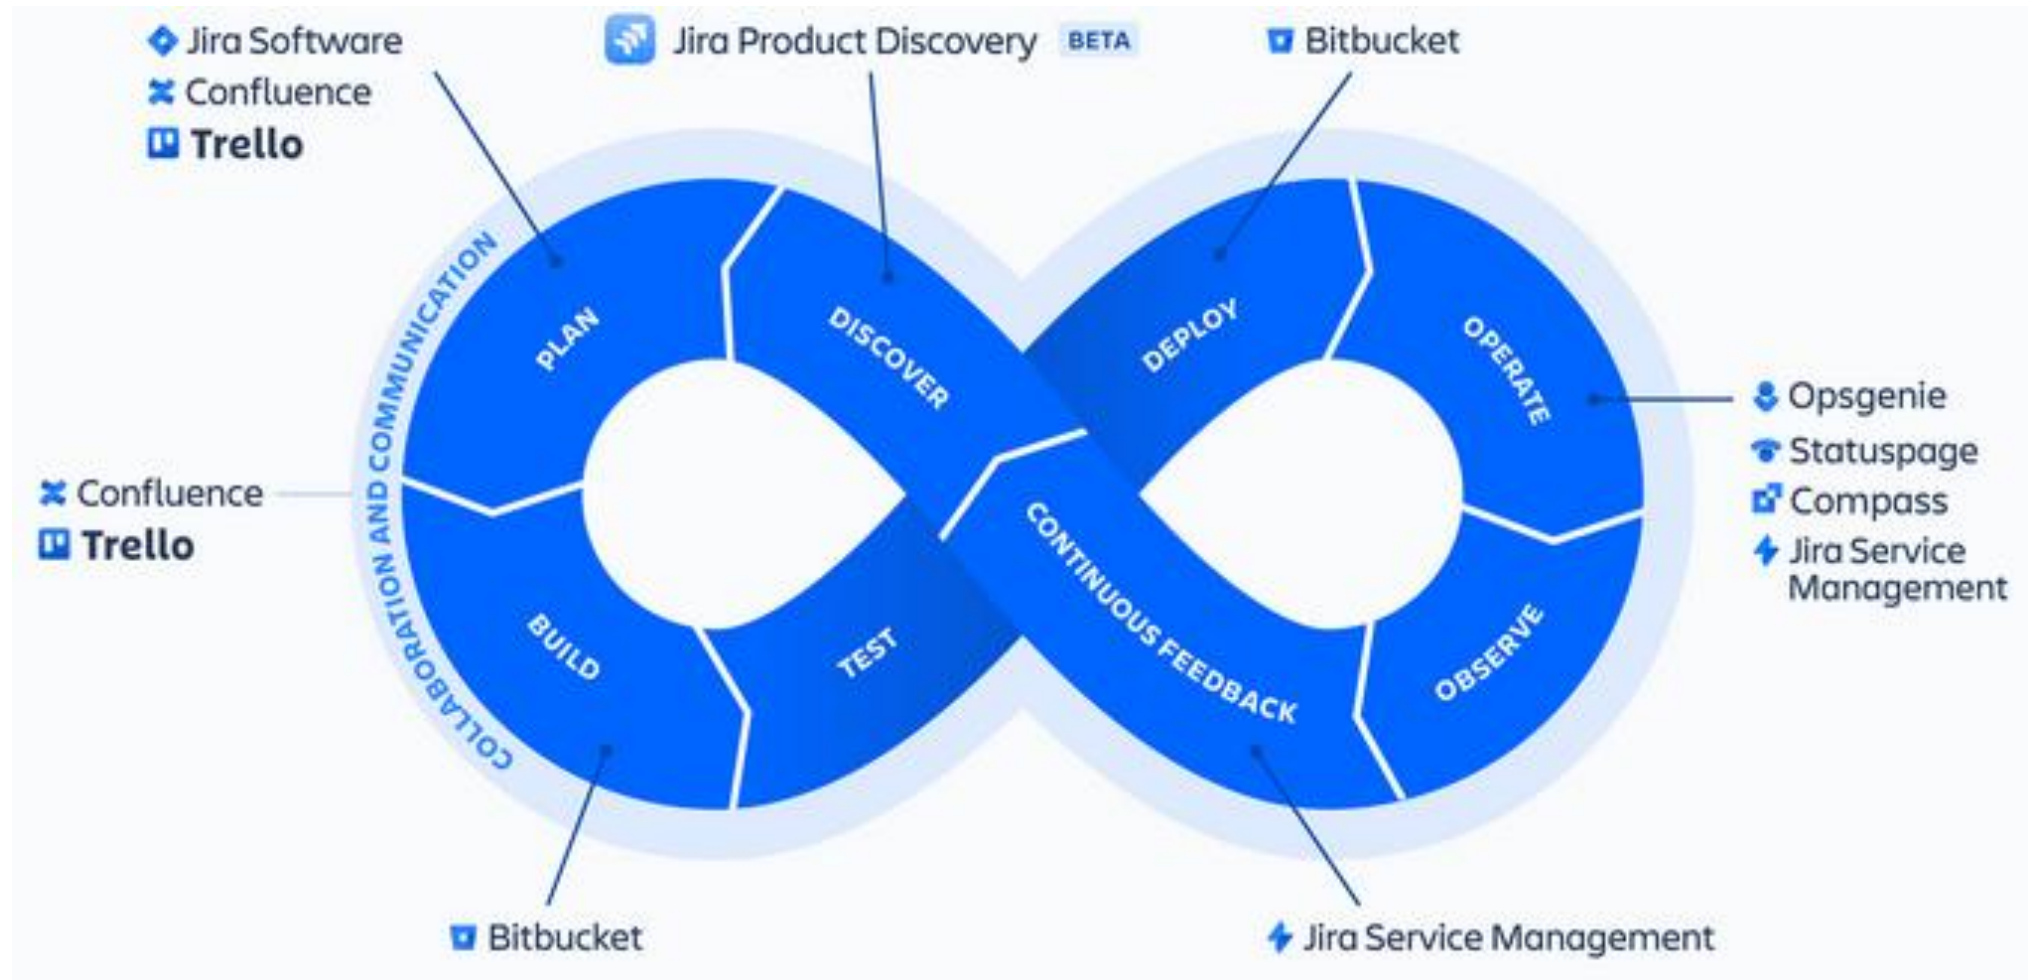 Jira Software
Confluence
Trello
Jira Product Discovery BETA
Bitbucket
COLLABORATION AND COMMUNICATION
PLAN
DISCOVER
DEPLOY
OPERATE
Confluence
Trello
Opsgenie
Statuspage
Compass
Jira Service
Management
BUILD
TEST
CONTINUOUS FEEDBACK
OBSERVE
Bitbucket
Jira Service Management